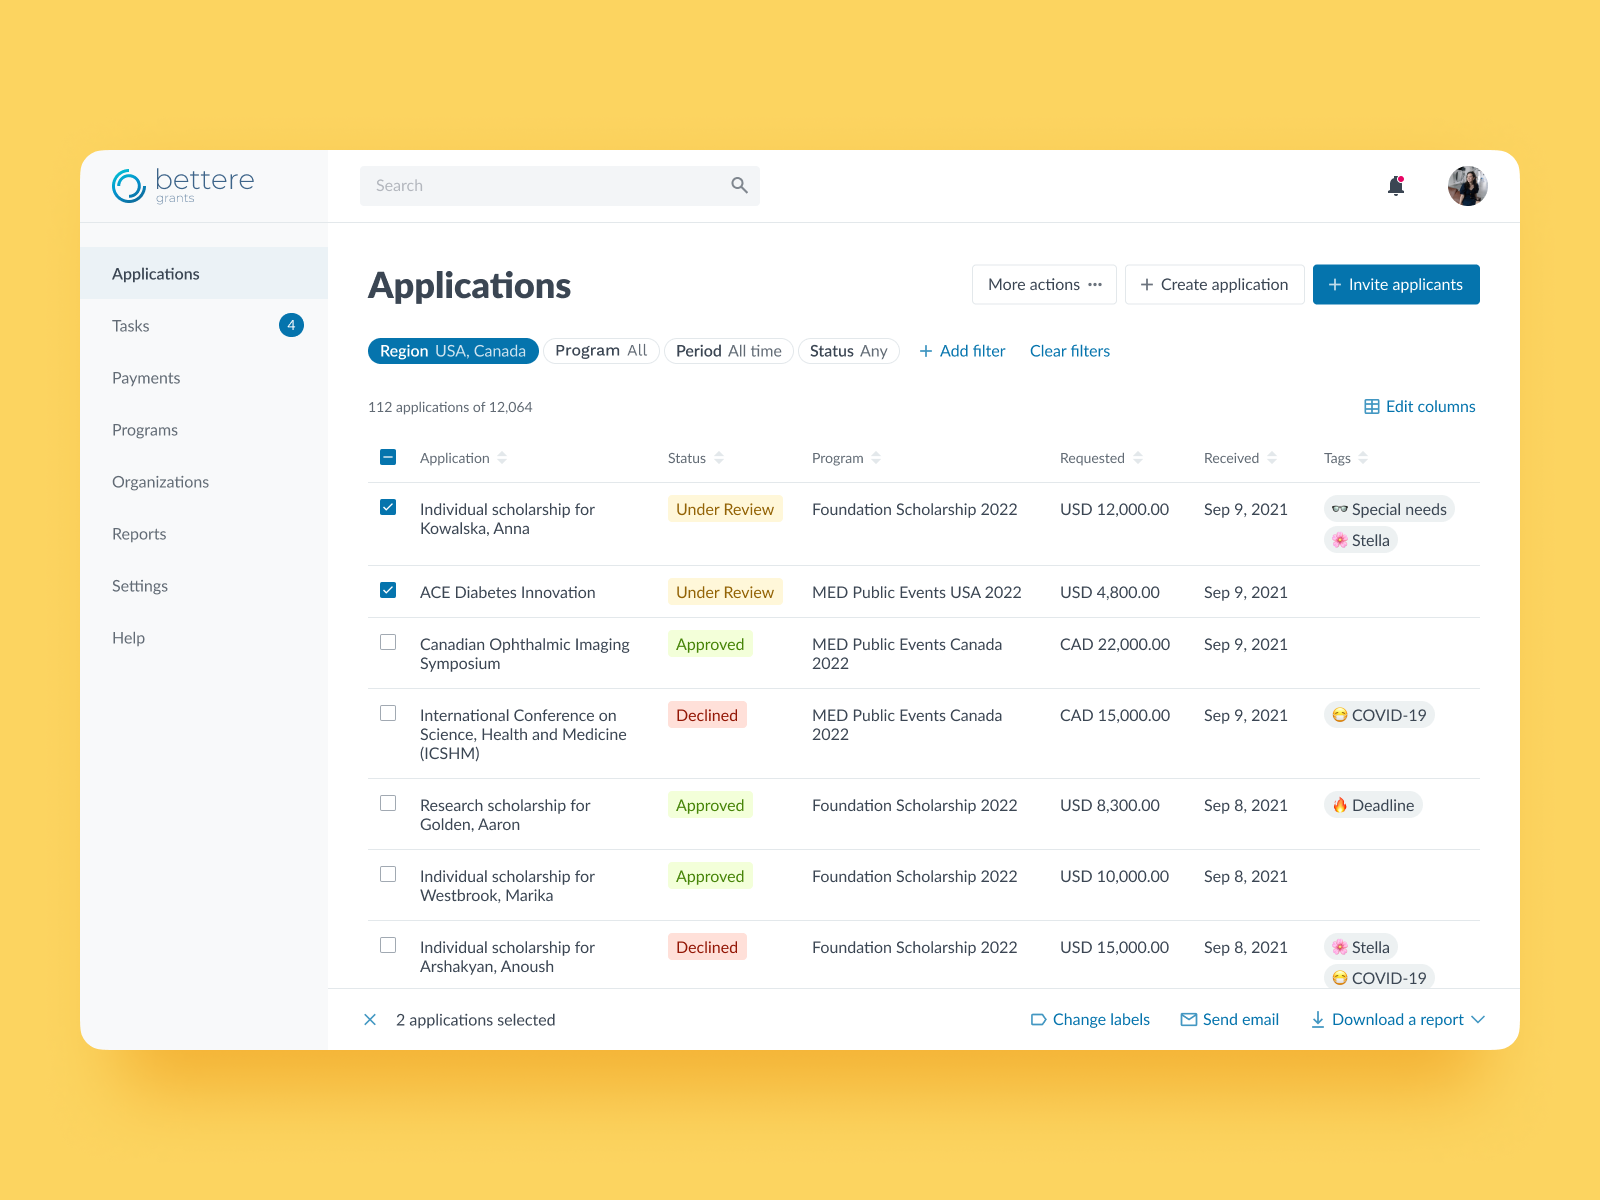 bettere
grants
Search
Applications
Tasks
4
Payments
Programs
Organizations
Reports
Settings
Help
Applications
More actions
Create application
Invite applicants
Region USA, Canada
Program All
Period All time
Status Any
Add filter
Clear filters
112 applications of 12,064
Edit columns
Application Status Program Requested Received Tags
Individual scholarship for
Kowalska, Anna
Under Review
Foundation Scholarship 2022
USD 12,000.00
Sep 9, 2021
Special needs
Stella
ACE Diabetes Innovation
Under Review
MED Public Events USA 2022
USD 4,800.00
Sep 9, 2021
Canadian Ophthalmic Imaging
Symposium
Approved
MED Public Events Canada
2022
CAD 22,000.00
Sep 9, 2021
International Conference on
Science, Health and Medicine
(ICSHM)
Declined
MED Public Events Canada
2022
CAD 15,000.00
Sep 9, 2021
COVID-19
Research scholarship for
Golden, Aaron
Approved
Foundation Scholarship 2022
USD 8,300.00
Sep 8, 2021
Deadline
Individual scholarship for
Westbrook, Marika
Approved
Foundation Scholarship 2022
USD 10,000.00
Sep 8, 2021
Individual scholarship for
Arshakyan, Anoush
Declined
Foundation Scholarship 2022
USD 15,000.00
Sep 8, 2021
Stella
COVID-19
2 applications selected
Change labels
Send email
Download a report